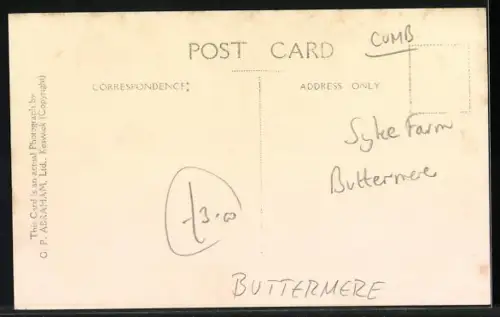 CUMB
POST CARD
CORRESPONDENCE;
ADDRESS ONLY
This Card is an actual Photograph by
G. P. ABRAHAM, Ltd., Keswick (Copyright)
Syke Farm
Buttermere
£3.00
BUTTERMERE